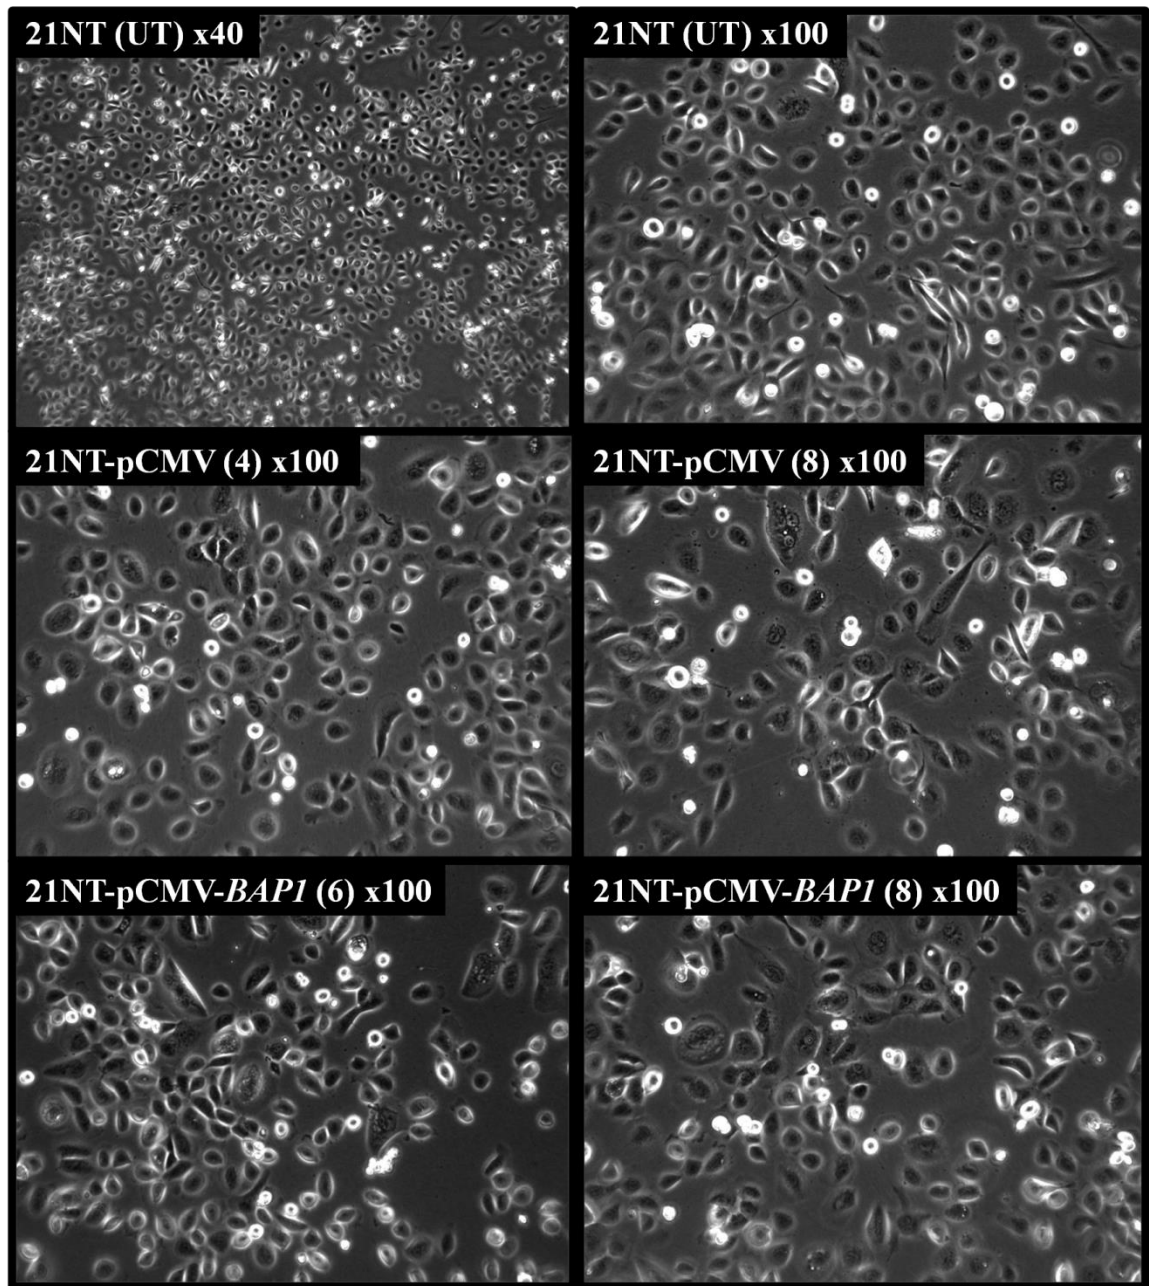 21NT (UT) x40
21NT (UT) x100
21NT-pCMV (4) x100
21NT-pCMV (8) x100
21NT-pCMV-BAP1 (6) x100
21NT-pCMV-BAP1 (8) x100